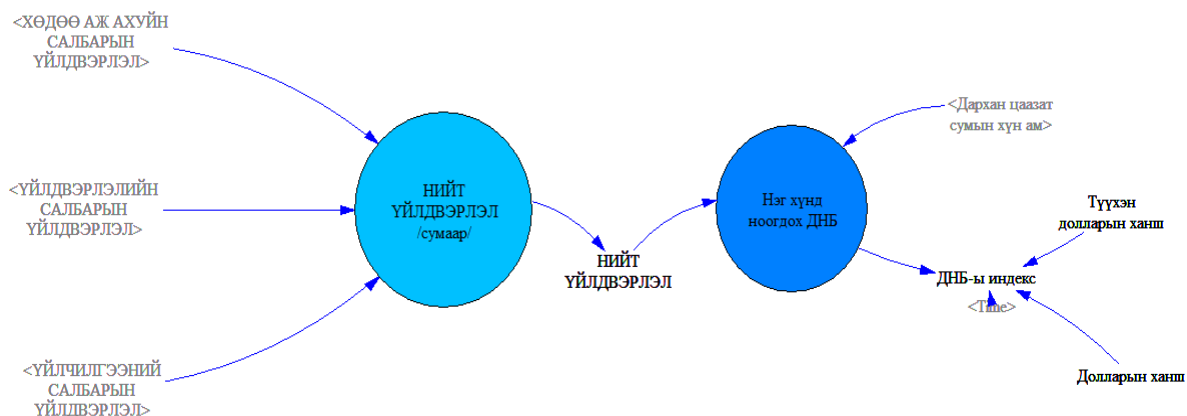 <ХӨДӨӨ АЖ АХУЙН
САЛБАРЫН
ҮЙЛДВЭРЛЭЛ>
<ҮЙЛДВЭРЛЭЛИЙН
САЛБАРЫН
ҮЙЛДВЭРЛЭЛ>
<ҮЙЛЧИЛГЭЭНИЙ
САЛБАРЫН
ҮЙЛДВЭРЛЭЛ>
НИЙТ
ҮЙЛДВЭРЛЭЛ
/сумаар/
НИЙТ
ҮЙЛДВЭРЛЭЛ
Нэг хүнд
ноогдох ДНБ
<Дархан цаазат
сумын хүн ам>
Түүхэн
долларын ханш
ДНБ-ы индекс
<Time>
Долларын ханш